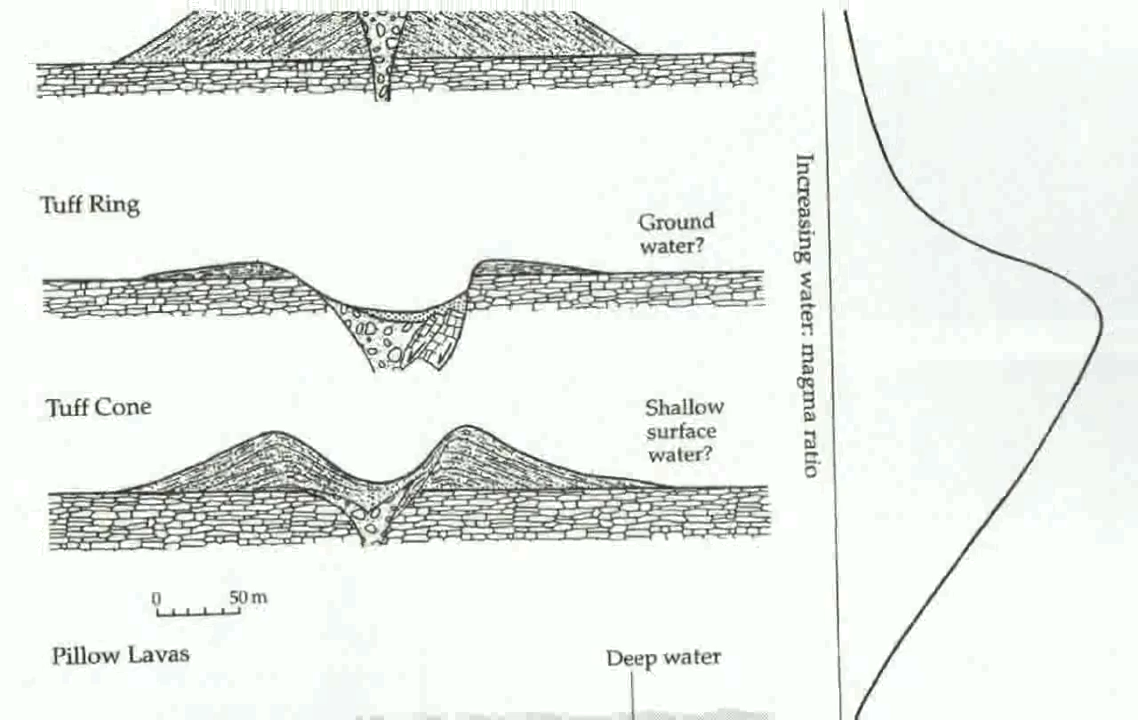 Tuff Ring
Ground
water?
Increasing water: magma ratio
Tuff Cone
Shallow
surface
water?
0 50 m
Pillow Lavas
Deep water